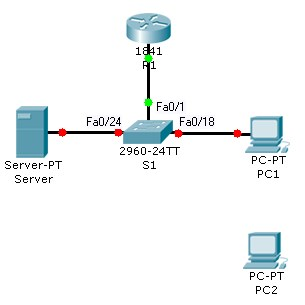 1841
R1
Fa0/1
Fa0/24
Fa0/18
Server-PT
Server
2960-24TT
S1
PC-PT
PC1
PC-PT
PC2